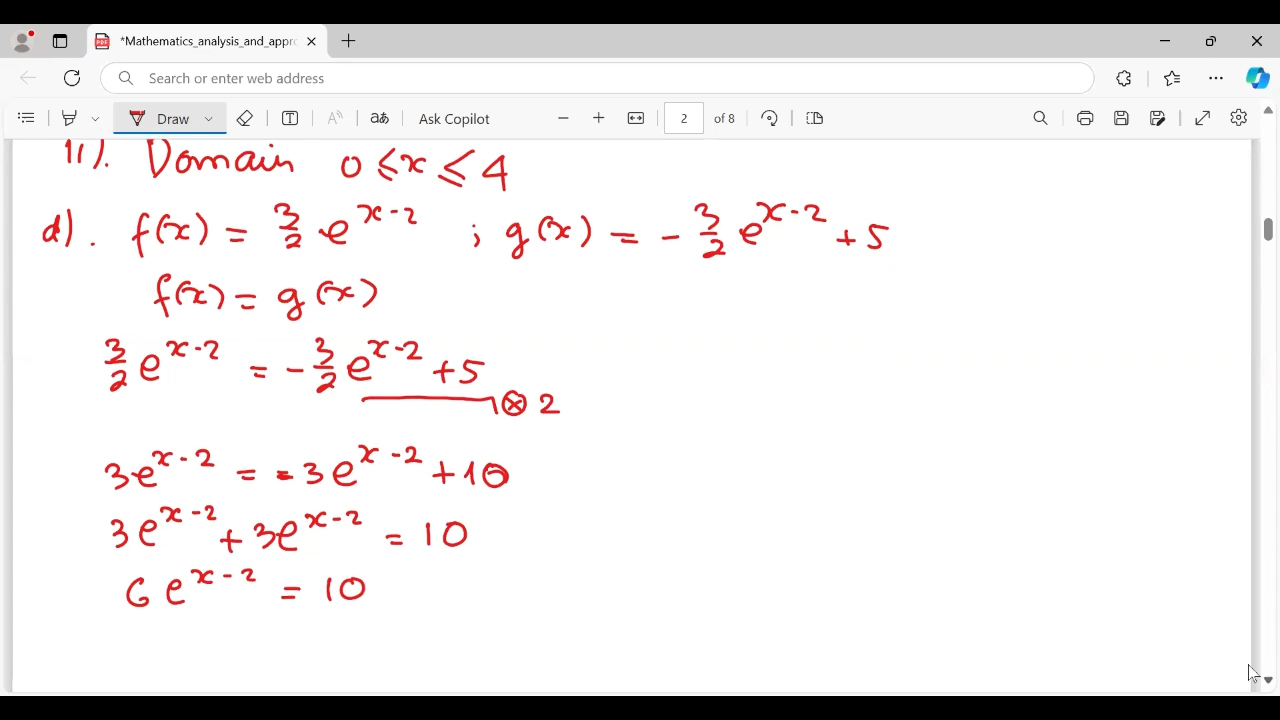 *Mathematics_analysis_and_appro
Search or enter web address
Draw
Ask Copilot
2 of 8
11). Domain 0 ≤ x ≤ 4
d). f(x) = 3/2 e^(x-2) ; g(x) = - 3/2 e^(x-2) + 5
f(x) = g(x)
3/2 e^(x-2) = - 3/2 e^(x-2) + 5
⊗ 2
3e^(x-2) = -3e^(x-2) + 10
3e^(x-2) + 3e^(x-2) = 10
6e^(x-2) = 10